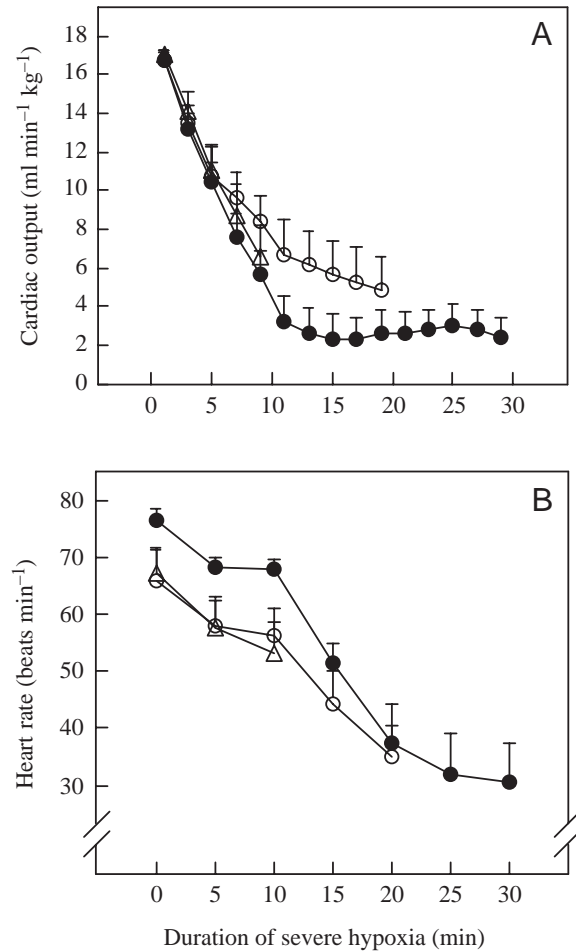 A
Cardiac output (ml min⁻¹ kg⁻¹)
18
16
14
12
10
8
6
4
2
0
0 5 10 15 20 25 30
B
Heart rate (beats min⁻¹)
80
70
60
50
40
30
0 5 10 15 20 25 30
Duration of severe hypoxia (min)